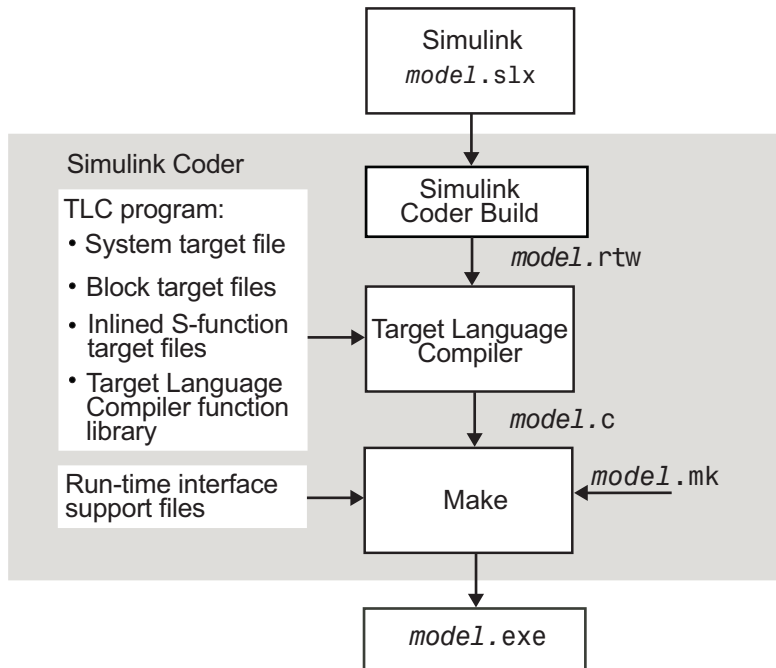 Simulink
model.slx
Simulink Coder
Simulink
Coder Build
TLC program:
• System target file
• Block target files
• Inlined S-function
target files
• Target Language
Compiler function
library
model.rtw
Target Language
Compiler
model.c
Run-time interface
support files
Make
model.mk
model.exe